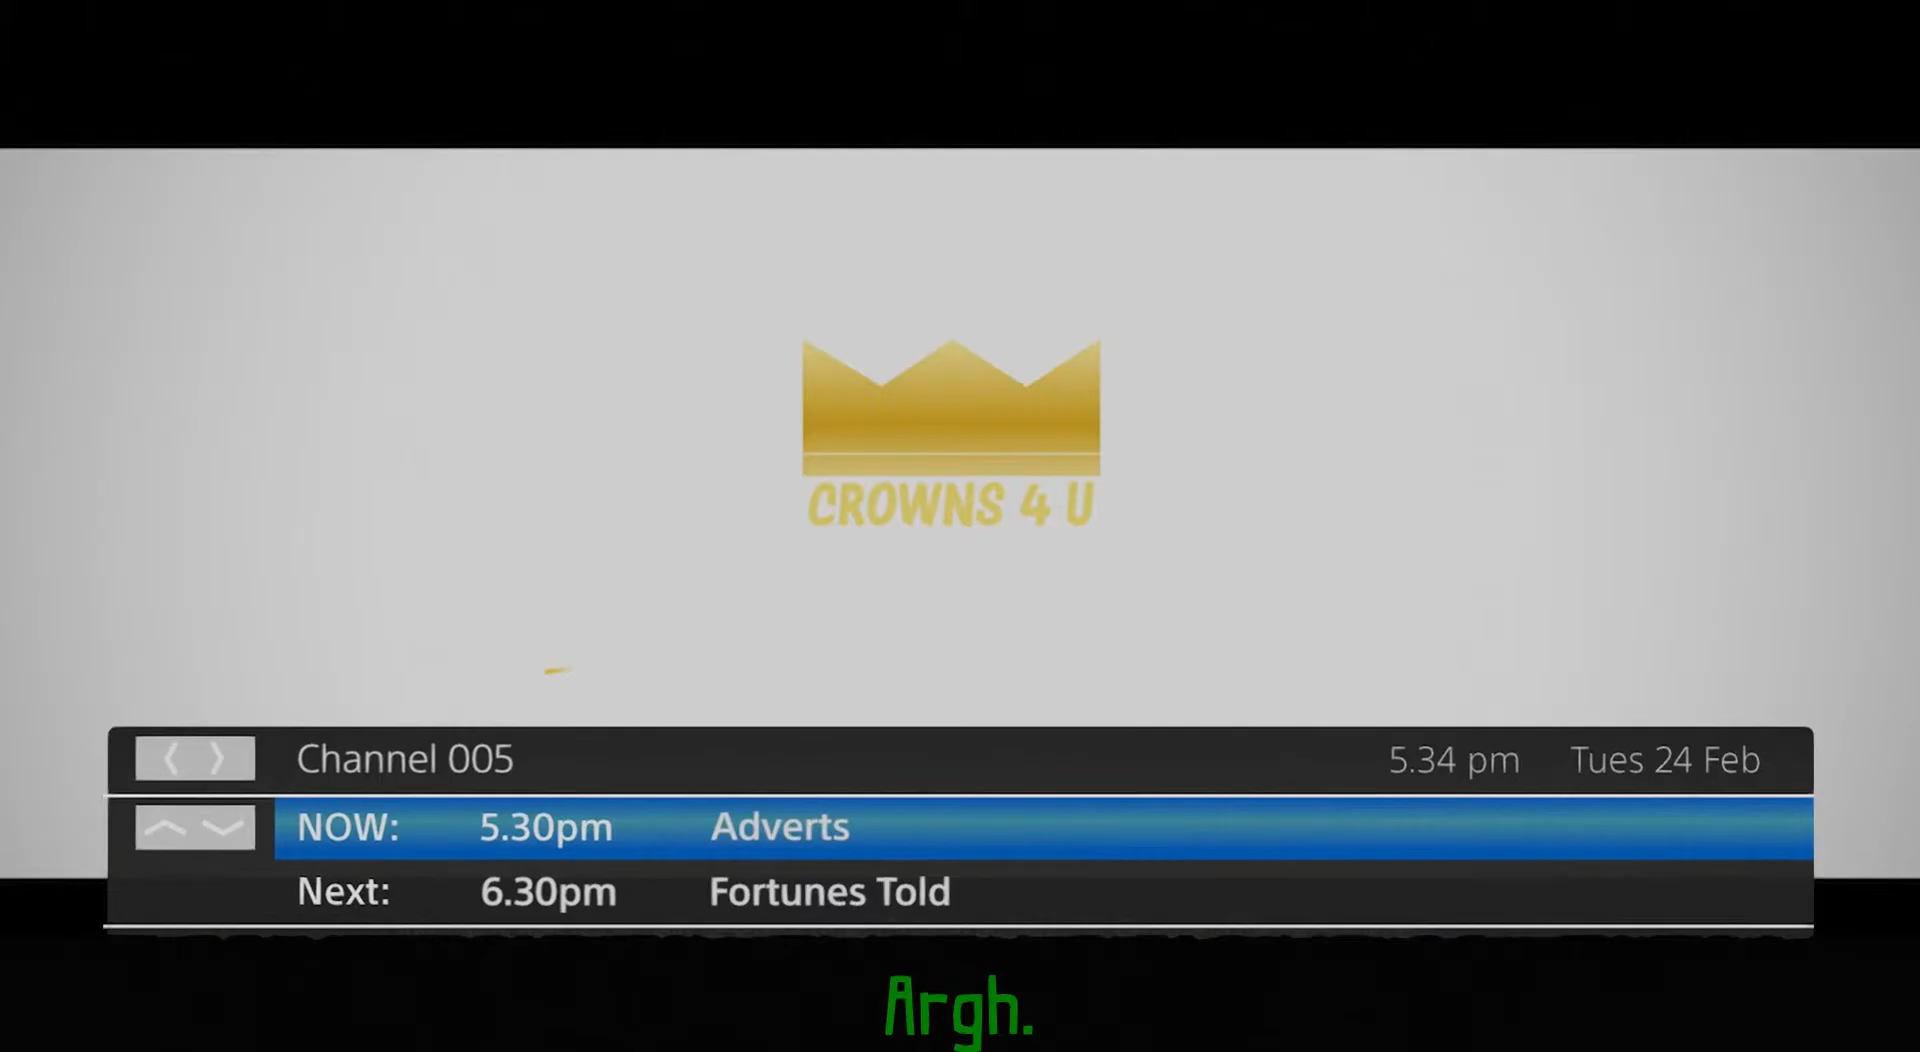 CROWNS 4 U
Channel 005 5.34 pm Tues 24 Feb
NOW: 5.30pm Adverts
Next: 6.30pm Fortunes Told
Argh.